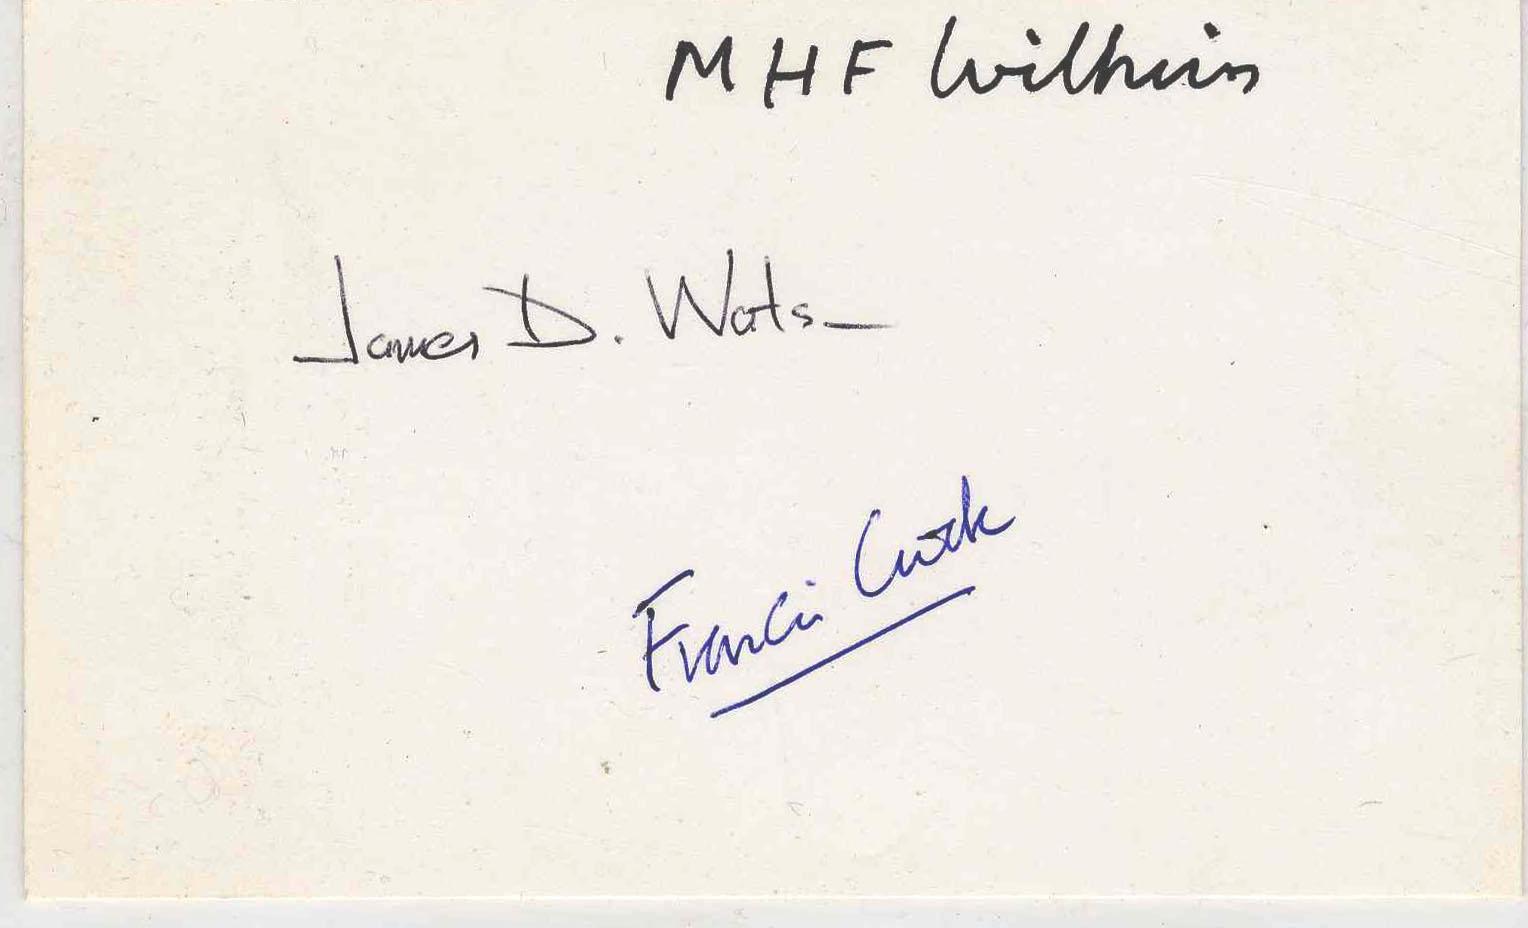 MHF Wilkins
James D. Watson
Francis Crick